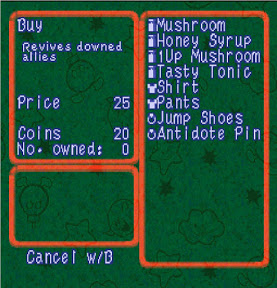 Buy
Revives downed
allies
Price 25
Coins 20
No. owned: 0
Cancel w/B
Mushroom
Honey Syrup
1Up Mushroom
Tasty Tonic
Shirt
Pants
Jump Shoes
Antidote Pin